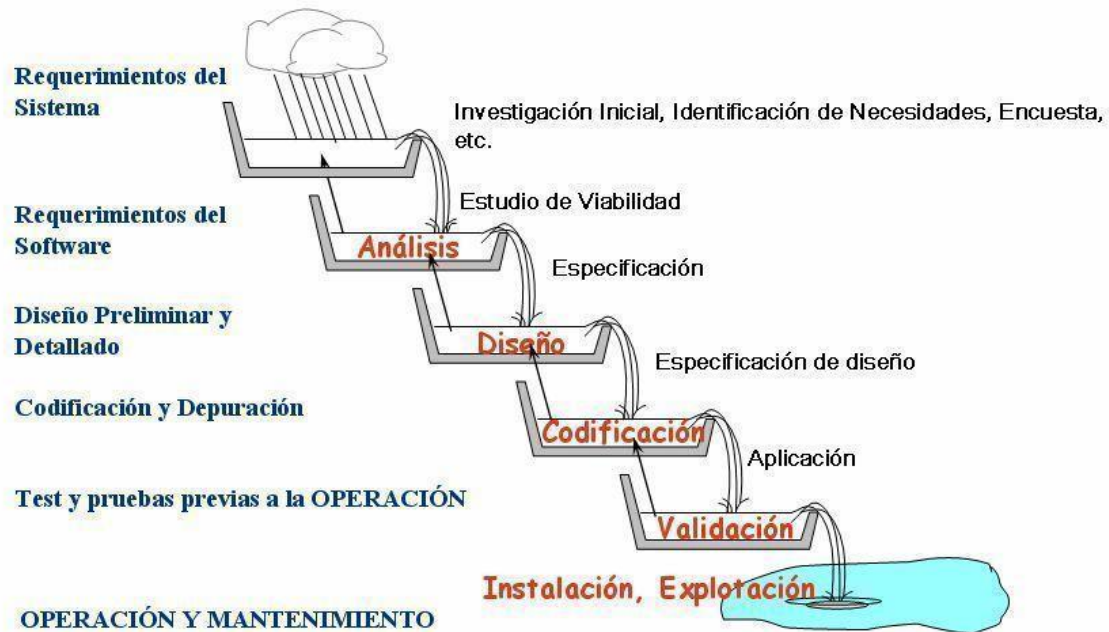 Requerimientos del
Sistema
Investigación Inicial, Identificación de Necesidades, Encuesta,
etc.
Estudio de Viabilidad
Requerimientos del
Software
Análisis
Especificación
Diseño Preliminar y
Detallado
Diseño
Especificación de diseño
Codificación y Depuración
Codificación
Aplicación
Test y pruebas previas a la OPERACIÓN
Validación
Instalación, Explotación
OPERACIÓN Y MANTENIMIENTO